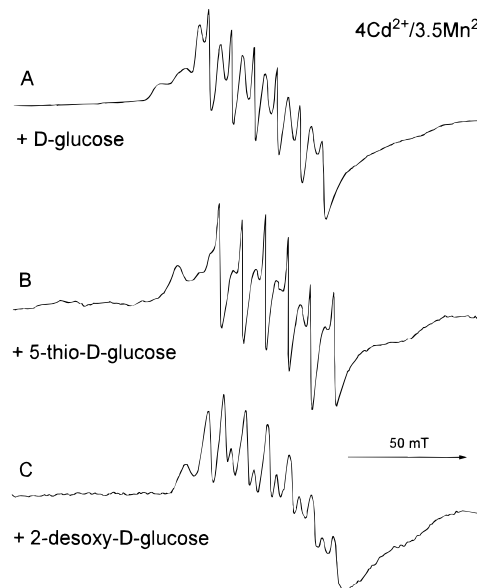 4Cd²⁺/3.5Mn²
A
+ D-glucose
B
+ 5-thio-D-glucose
50 mT
C
+ 2-desoxy-D-glucose